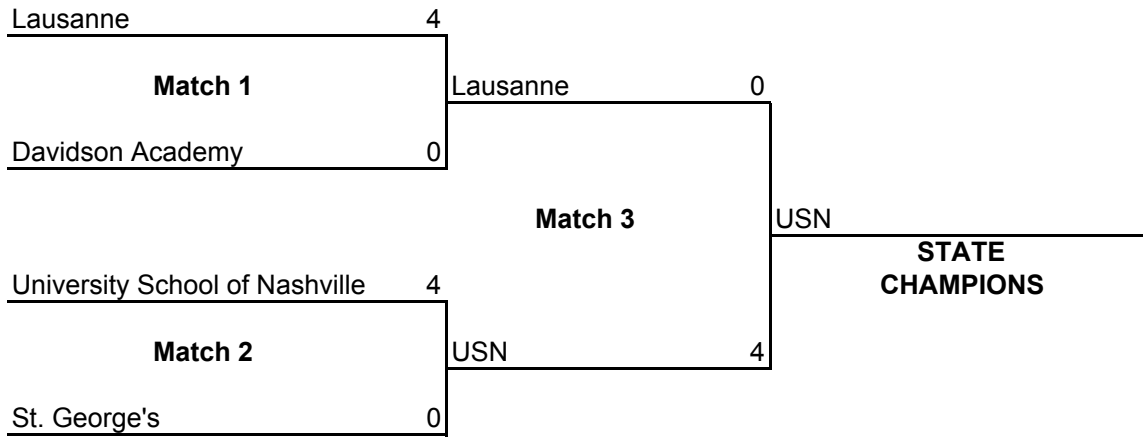 Lausanne 4
Match 1
Lausanne 0
Davidson Academy 0
Match 3
USN
STATE
CHAMPIONS
University School of Nashville 4
Match 2
USN 4
St. George's 0